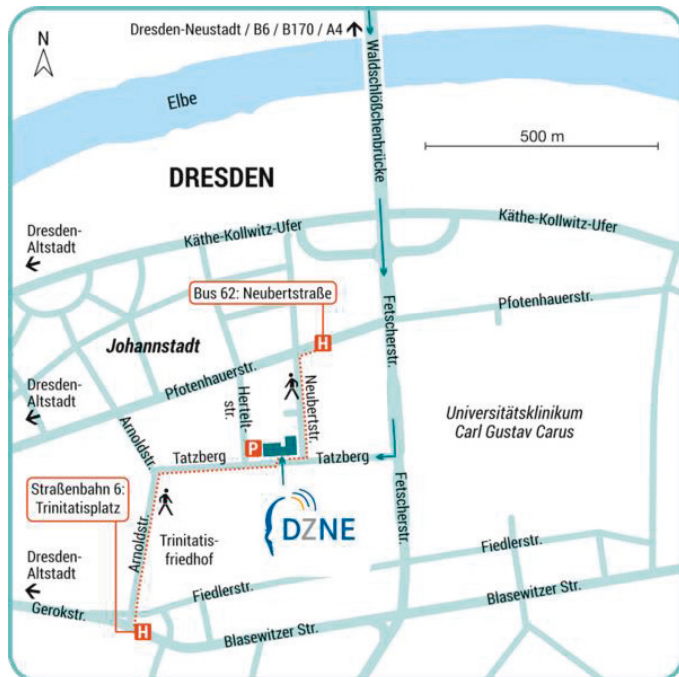 Dresden-Neustadt / B6 / B170 / A4
N
Waldschlößchenbrücke
Elbe
500 m
DRESDEN
Käthe-Kollwitz-Ufer
Käthe-Kollwitz-Ufer
Dresden-
Altstadt
Bus 62: Neubertstraße
Fetscherstr.
Pfotenhauerstr.
H
Johannstadt
Pfotenhauerstr.
Dresden-
Altstadt
Hertelt-
str.
Neubertstr.
Universitätsklinikum
Carl Gustav Carus
Arnoldstr.
P
Tatzberg
Tatzberg
Straßenbahn 6:
Trinitatisplatz
Fetscherstr.
DZNE
Arnoldstr.
Trinitatis-
friedhof
Fiedlerstr.
Dresden-
Altstadt
Fiedlerstr.
Blasewitzer Str.
Gerokstr.
H
Blasewitzer Str.